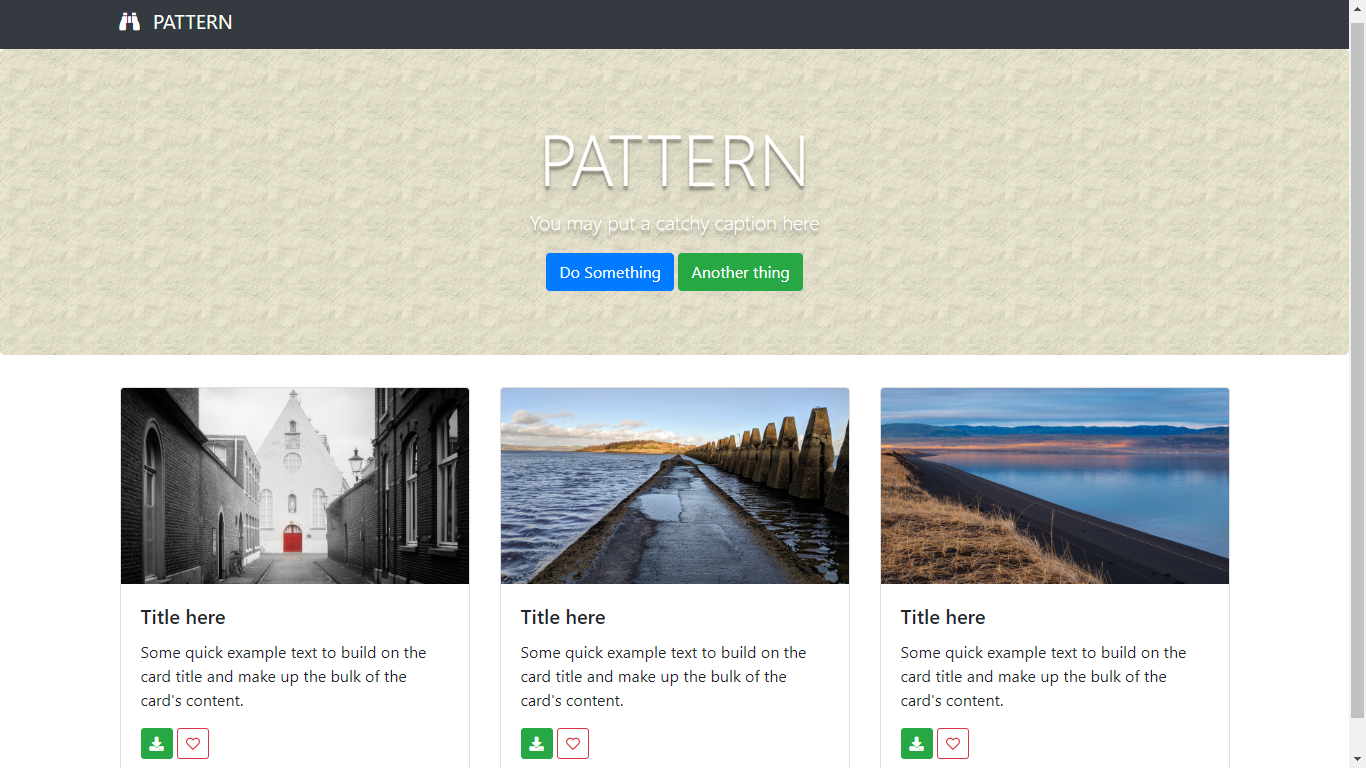 PATTERN
PATTERN
You may put a catchy caption here
Do Something Another thing
Title here
Some quick example text to build on the
card title and make up the bulk of the
card's content.
Title here
Some quick example text to build on the
card title and make up the bulk of the
card's content.
Title here
Some quick example text to build on the
card title and make up the bulk of the
card's content.